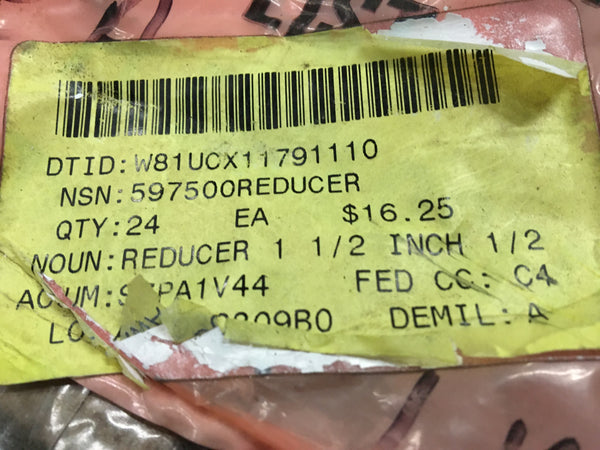 DTID:W81UCX11791110
NSN:597500REDUCER
QTY:24 EA $16.25
NOUN:REDUCER 1 1/2 INCH 1/2
FED CC: C4
DEMIL: A